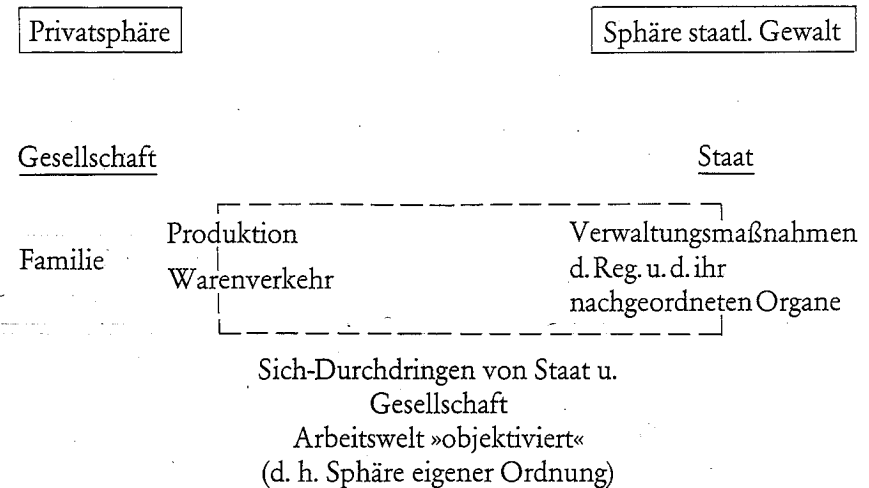 Privatsphäre
Sphäre staatl. Gewalt
Gesellschaft
Staat
Familie
Produktion
Warenverkehr
Verwaltungsmaßnahmen
d. Reg. u. d. ihr
nachgeordneten Organe
Sich-Durchdringen von Staat u.
Gesellschaft
Arbeitswelt »objektiviert«
(d. h. Sphäre eigener Ordnung)